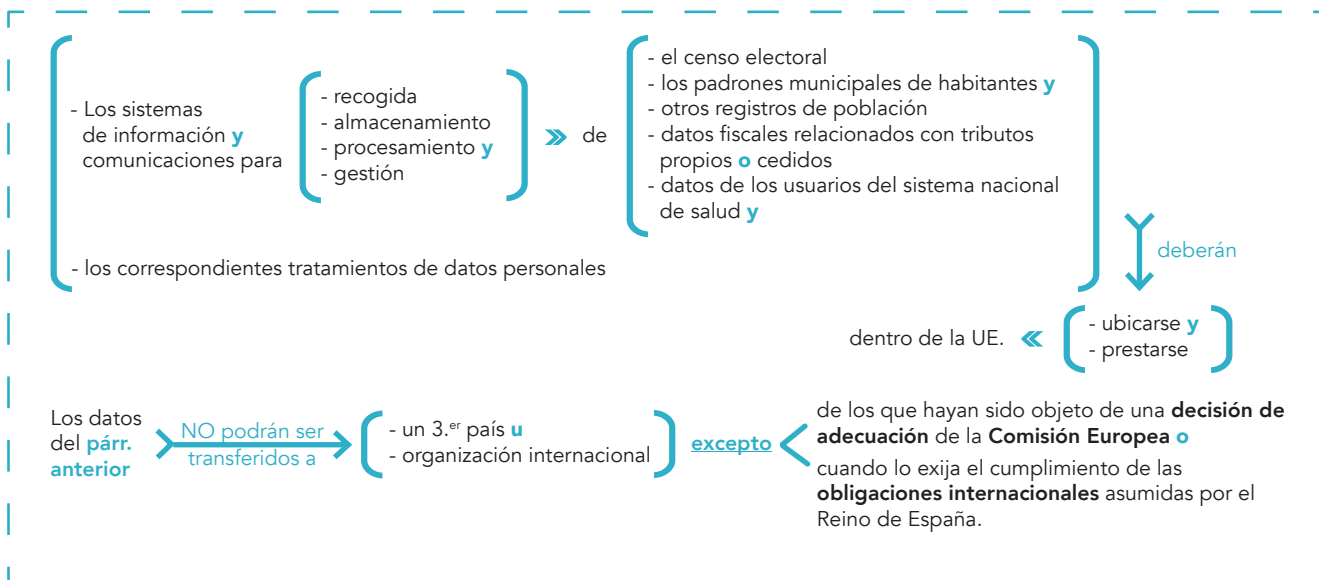 - Los sistemas
de información y
comunicaciones para
- recogida
- almacenamiento
- procesamiento y
- gestión
de
- el censo electoral
- los padrones municipales de habitantes y
- otros registros de población
- datos fiscales relacionados con tributos
propios o cedidos
- datos de los usuarios del sistema nacional
de salud y
- los correspondientes tratamientos de datos personales
deberán
- ubicarse y
- prestarse
dentro de la UE.
Los datos
del párr.
anterior
NO podrán ser
transferidos a
- un 3.er país u
- organización internacional
excepto
de los que hayan sido objeto de una decisión de
adecuación de la Comisión Europea o
cuando lo exija el cumplimiento de las
obligaciones internacionales asumidas por el
Reino de España.